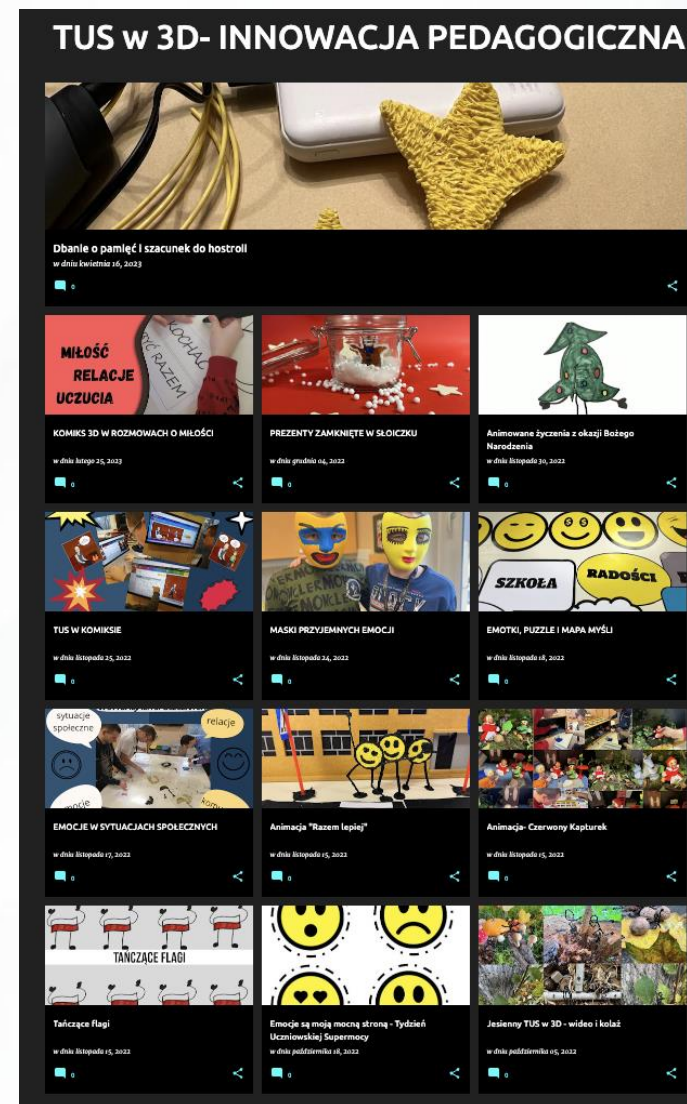 TUS w 3D- INNOWACJA PEDAGOGICZNA
Dbanie o pamięć i szacunek do hostroii
w dniu kwietnia 16, 2023
0
MIŁOŚĆ
RELACJE
UCZUCIA
KOCHAĆ
BYĆ RAZEM
KOMIKS 3D W ROZMOWACH O MIŁOŚCI
w dniu lutego 25, 2023
0
PREZENTY ZAMKNIĘTE W SŁOICZKU
w dniu grudnia 04, 2022
0
Animowane życzenia z okazji Bożego
Narodzenia
w dniu listopada 30, 2022
0
TUS W KOMIKSIE
w dniu listopada 25, 2022
0
MASKI PRZYJEMNYCH EMOCJI
w dniu listopada 24, 2022
0
SZKOŁA
RADOŚCI
EMOTKI, PUZZLE I MAPA MYŚLI
w dniu listopada 18, 2022
0
sytuacje
społeczne
relacje
EMOCJE W SYTUACJACH SPOŁECZNYCH
w dniu listopada 17, 2022
0
Animacja "Razem lepiej"
w dniu listopada 15, 2022
0
Animacja- Czerwony Kapturek
w dniu listopada 15, 2022
0
TAŃCZĄCE FLAGI
Tańczące flagi
w dniu listopada 15, 2022
0
Emocje są moją mocną stroną - Tydzień
Uczniowskiej Supermocy
w dniu października 18, 2022
0
Jesienny TUS w 3D - wideo i kolaż
w dniu października 05, 2022
0